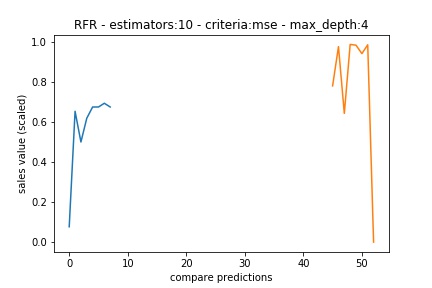 RFR - estimators:10 - criteria:mse - max_depth:4
1.0
0.8
0.6
0.4
0.2
0.0
sales value (scaled)
0 10 20 30 40 50
compare predictions